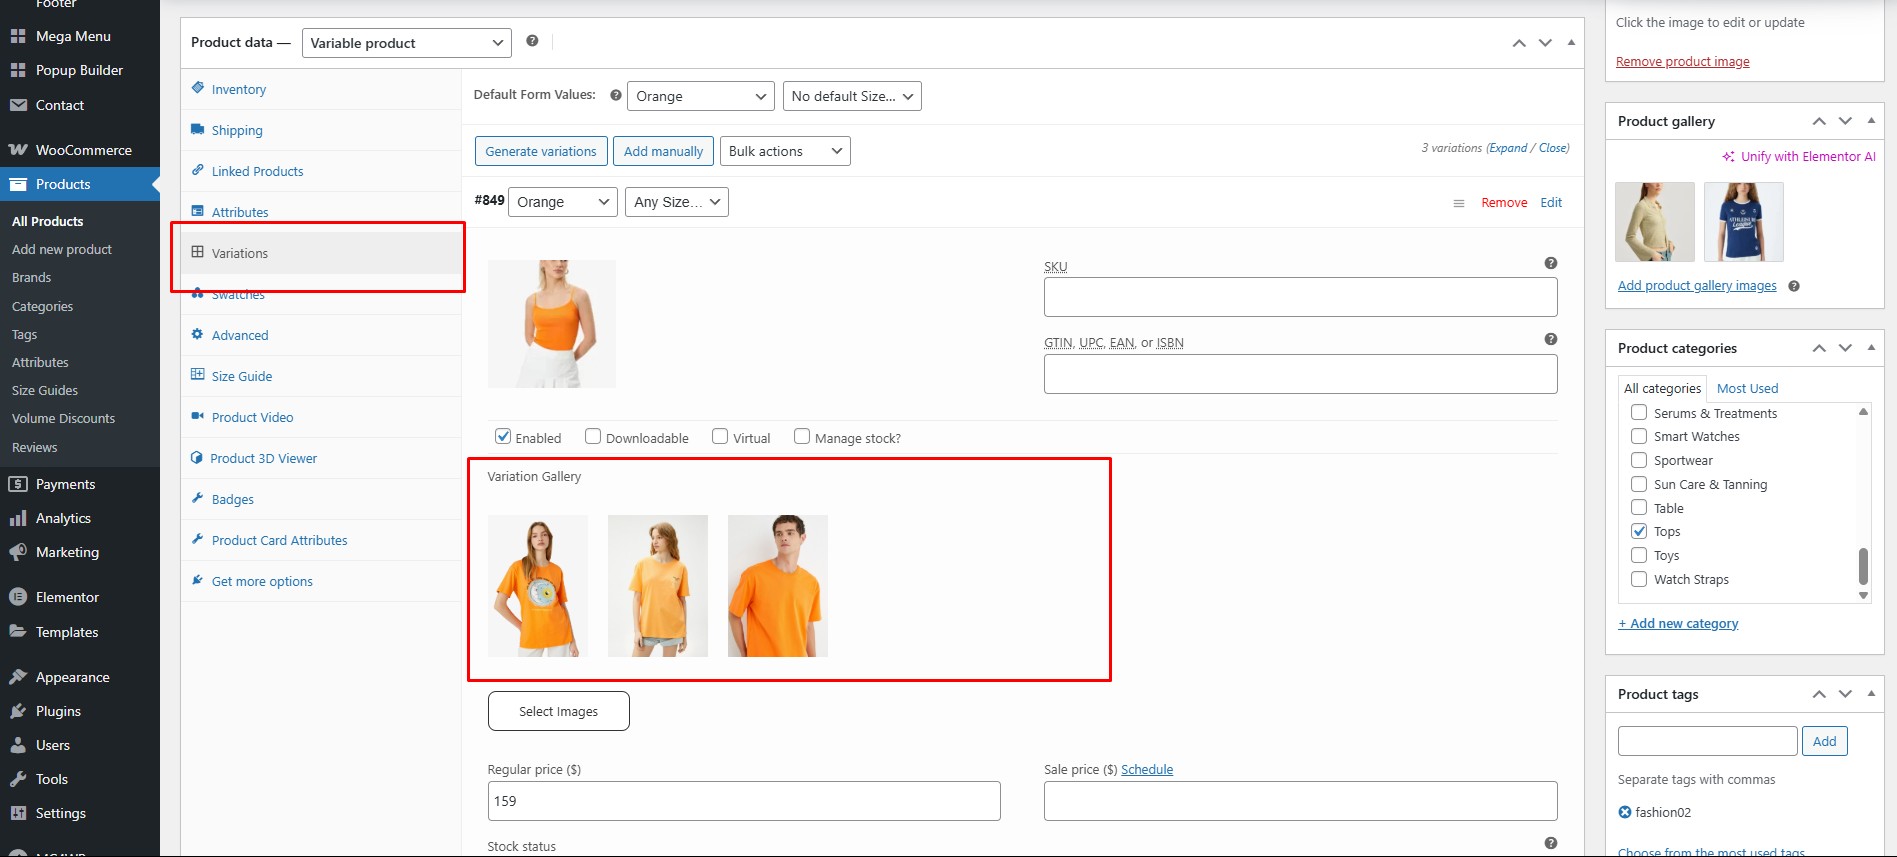 Footer
Mega Menu
Popup Builder
Contact
WooCommerce
Products
All Products
Add new product
Brands
Categories
Tags
Attributes
Size Guides
Volume Discounts
Reviews
Payments
Analytics
Marketing
Elementor
Templates
Appearance
Plugins
Users
Tools
Settings
Product data — Variable product
Inventory
Shipping
Linked Products
Attributes
Variations
Swatches
Advanced
Size Guide
Product Video
Product 3D Viewer
Badges
Product Card Attributes
Get more options
Default Form Values: Orange No default Size...
Generate variations Add manually Bulk actions 3 variations (Expand / Close)
#849 Orange Any Size... Remove Edit
SKU
GTIN, UPC, EAN, or ISBN
Enabled Downloadable Virtual Manage stock?
Variation Gallery
Select Images
Regular price ($) Sale price ($) Schedule
159
Stock status
Click the image to edit or update
Remove product image
Product gallery
Unify with Elementor AI
Add product gallery images
Product categories
All categories Most Used
Serums & Treatments
Smart Watches
Sportwear
Sun Care & Tanning
Table
Tops
Toys
Watch Straps
+ Add new category
Product tags
Add
Separate tags with commas
fashion02
Choose from the most used tags